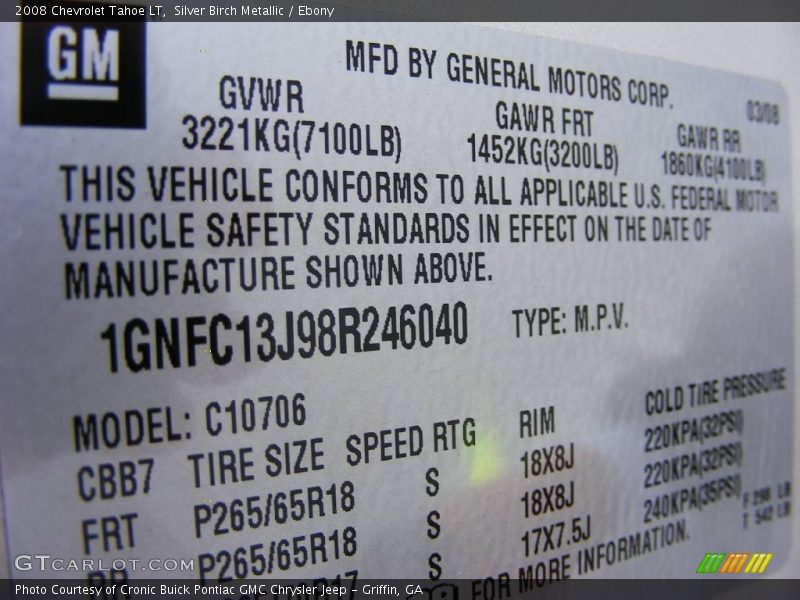 2008 Chevrolet Tahoe LT, Silver Birch Metallic / Ebony
GM
MFD BY GENERAL MOTORS CORP.
03/08
GVWR
GAWR FRT
GAWR RR
3221KG(7100LB)
1452KG(3200LB)
1860KG(4100LB)
THIS VEHICLE CONFORMS TO ALL APPLICABLE U.S. FEDERAL MOTOR
VEHICLE SAFETY STANDARDS IN EFFECT ON THE DATE OF
MANUFACTURE SHOWN ABOVE.
1GNFC13J98R246040
TYPE: M.P.V.
MODEL: C10706
CBB7 TIRE SIZE SPEED RTG RIM COLD TIRE PRESSURE
FRT P265/65R18 S 18X8J 220KPA(32PSI)
RR P265/65R18 S 18X8J 220KPA(32PSI)
S 17X7.5J 240KPA(35PSI)
FOR MORE INFORMATION.
GTCARLOT.COM
Photo Courtesy of Cronic Buick Pontiac GMC Chrysler Jeep - Griffin, GA